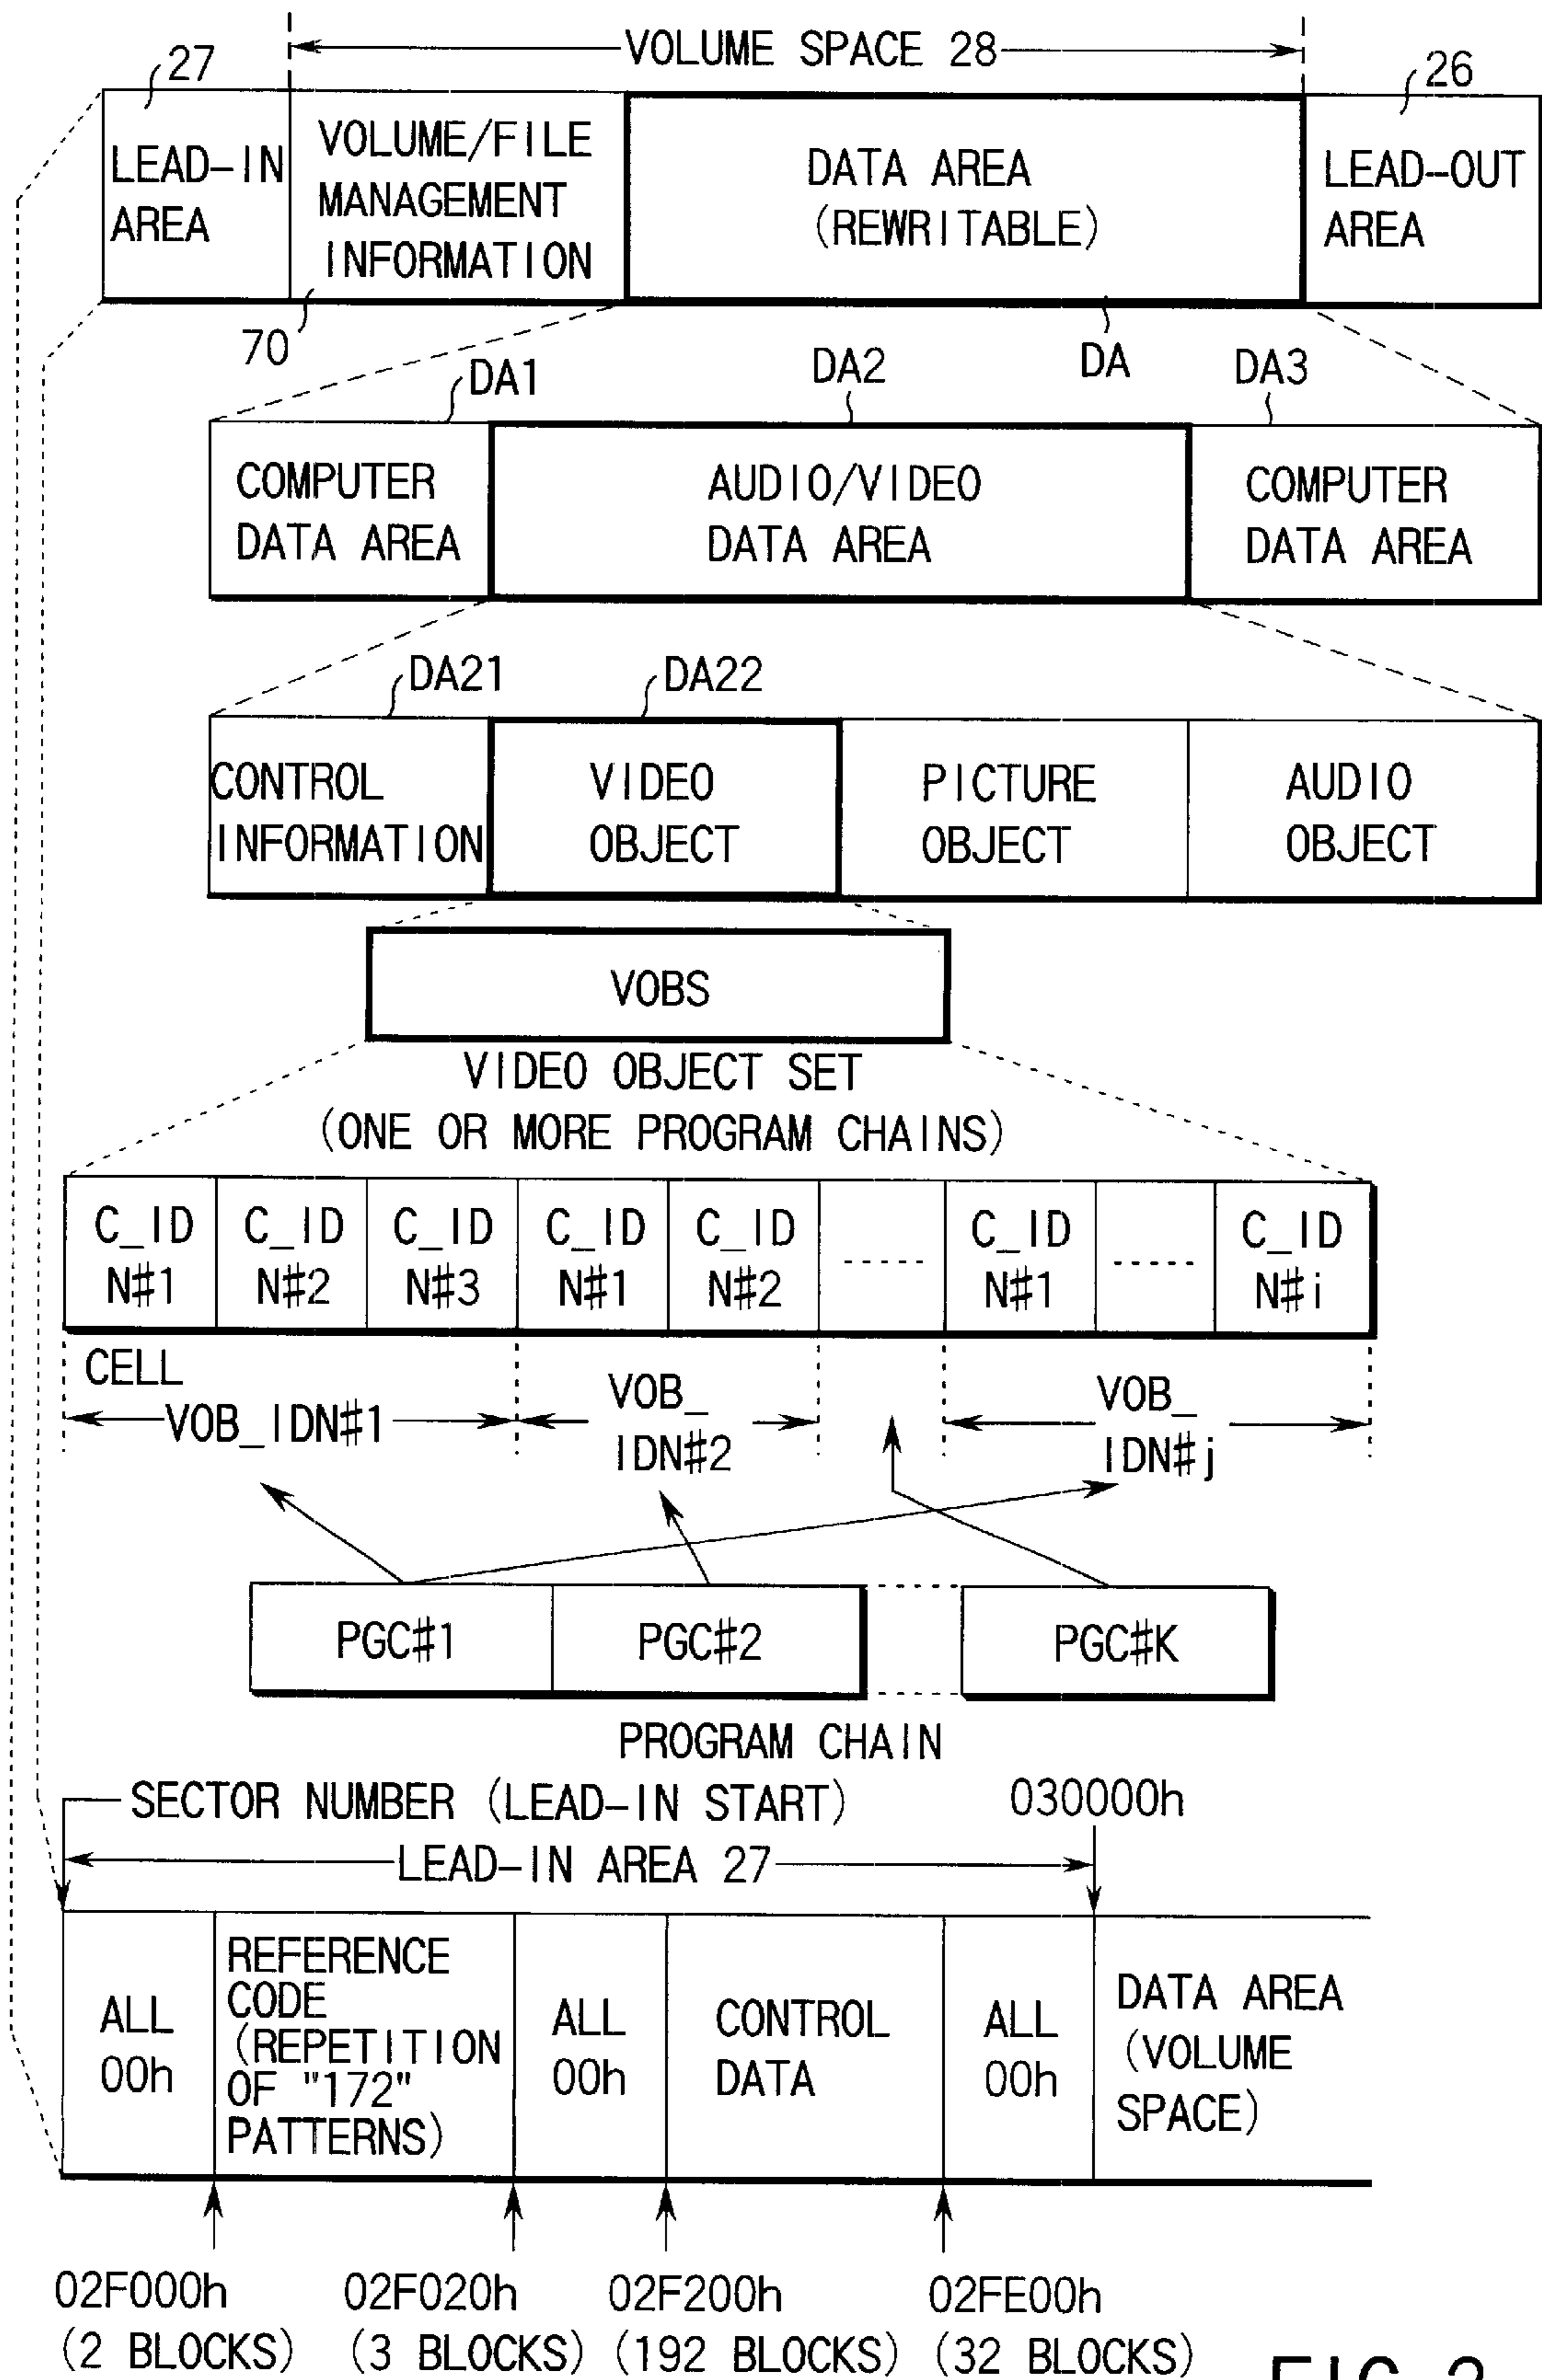 VOLUME SPACE 28
27
26
LEAD-IN
AREA
VOLUME/FILE
MANAGEMENT
INFORMATION
DATA AREA
(REWRITABLE)
LEAD-OUT
AREA
70
DA
DA1
DA2
DA3
COMPUTER
DATA AREA
AUDIO/VIDEO
DATA AREA
COMPUTER
DATA AREA
DA21
DA22
CONTROL
INFORMATION
VIDEO
OBJECT
PICTURE
OBJECT
AUDIO
OBJECT
VOBS
VIDEO OBJECT SET
(ONE OR MORE PROGRAM CHAINS)
C_ID
N#1
C_ID
N#2
C_ID
N#3
C_ID
N#1
C_ID
N#2
C_ID
N#1
C_ID
N#i
CELL
VOB_IDN#1
VOB_
IDN#2
VOB_
IDN#j
PGC#1
PGC#2
PGC#K
PROGRAM CHAIN
SECTOR NUMBER (LEAD-IN START)
030000h
LEAD-IN AREA 27
ALL
00h
REFERENCE
CODE
(REPETITION
OF "172"
PATTERNS)
ALL
00h
CONTROL
DATA
ALL
00h
DATA AREA
(VOLUME
SPACE)
02F000h
(2 BLOCKS)
02F020h
(3 BLOCKS)
02F200h
(192 BLOCKS)
02FE00h
(32 BLOCKS)